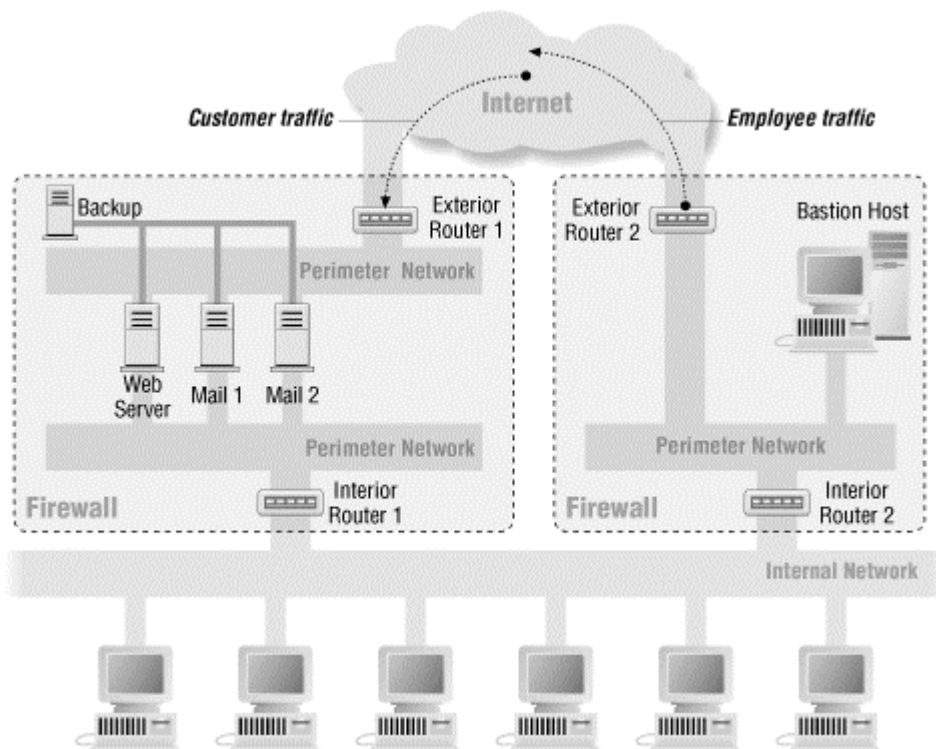 Internet
Customer traffic
Employee traffic
Backup
Exterior
Router 1
Exterior
Router 2
Bastion Host
Perimeter Network
Web
Server
Mail 1
Mail 2
Perimeter Network
Perimeter Network
Firewall
Interior
Router 1
Firewall
Interior
Router 2
Internal Network